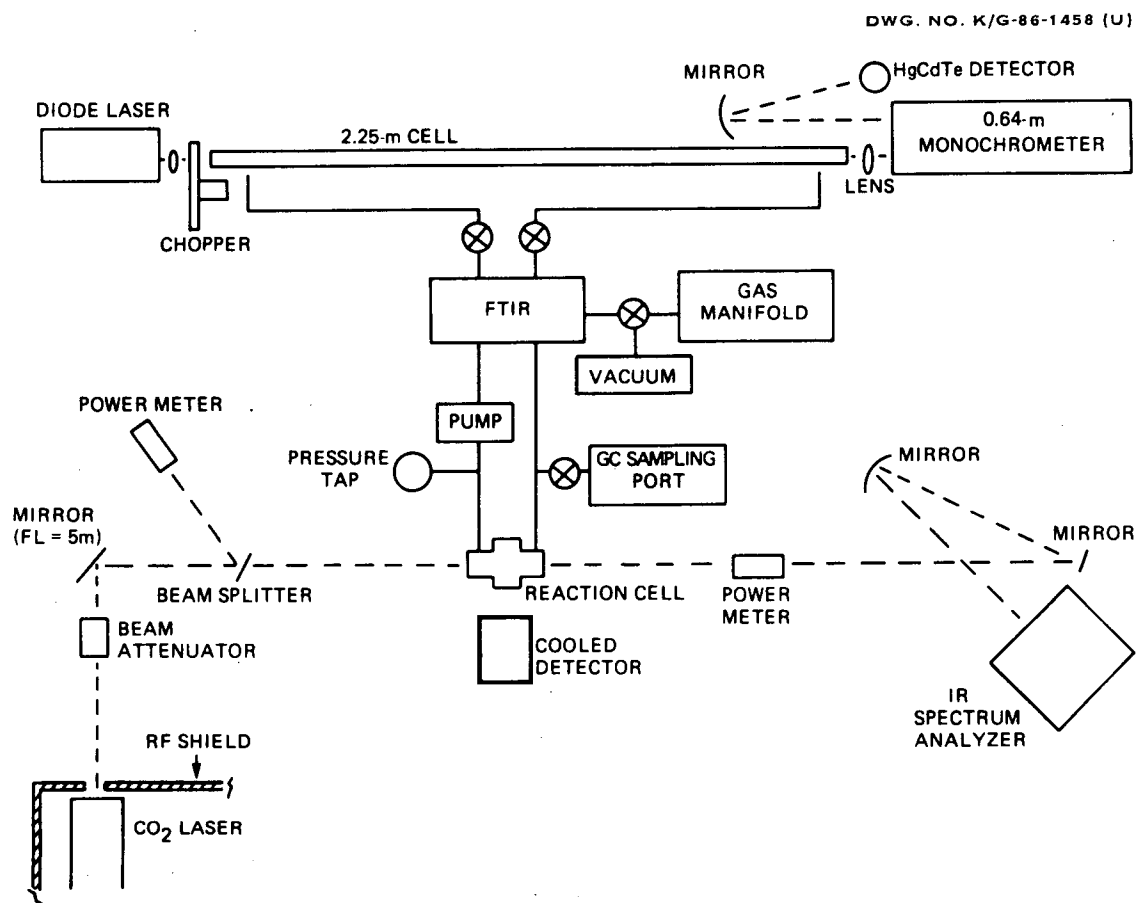 DWG. NO. K/G-86-1458 (U)
MIRROR
HgCdTe DETECTOR
DIODE LASER
2.25-m CELL
0.64-m
MONOCHROMETER
LENS
CHOPPER
FTIR
GAS
MANIFOLD
VACUUM
POWER METER
PUMP
PRESSURE
TAP
GC SAMPLING
PORT
MIRROR
MIRROR
(FL = 5m)
MIRROR
BEAM SPLITTER
REACTION CELL
POWER
METER
BEAM
ATTENUATOR
COOLED
DETECTOR
IR
SPECTRUM
ANALYZER
RF SHIELD
CO₂ LASER